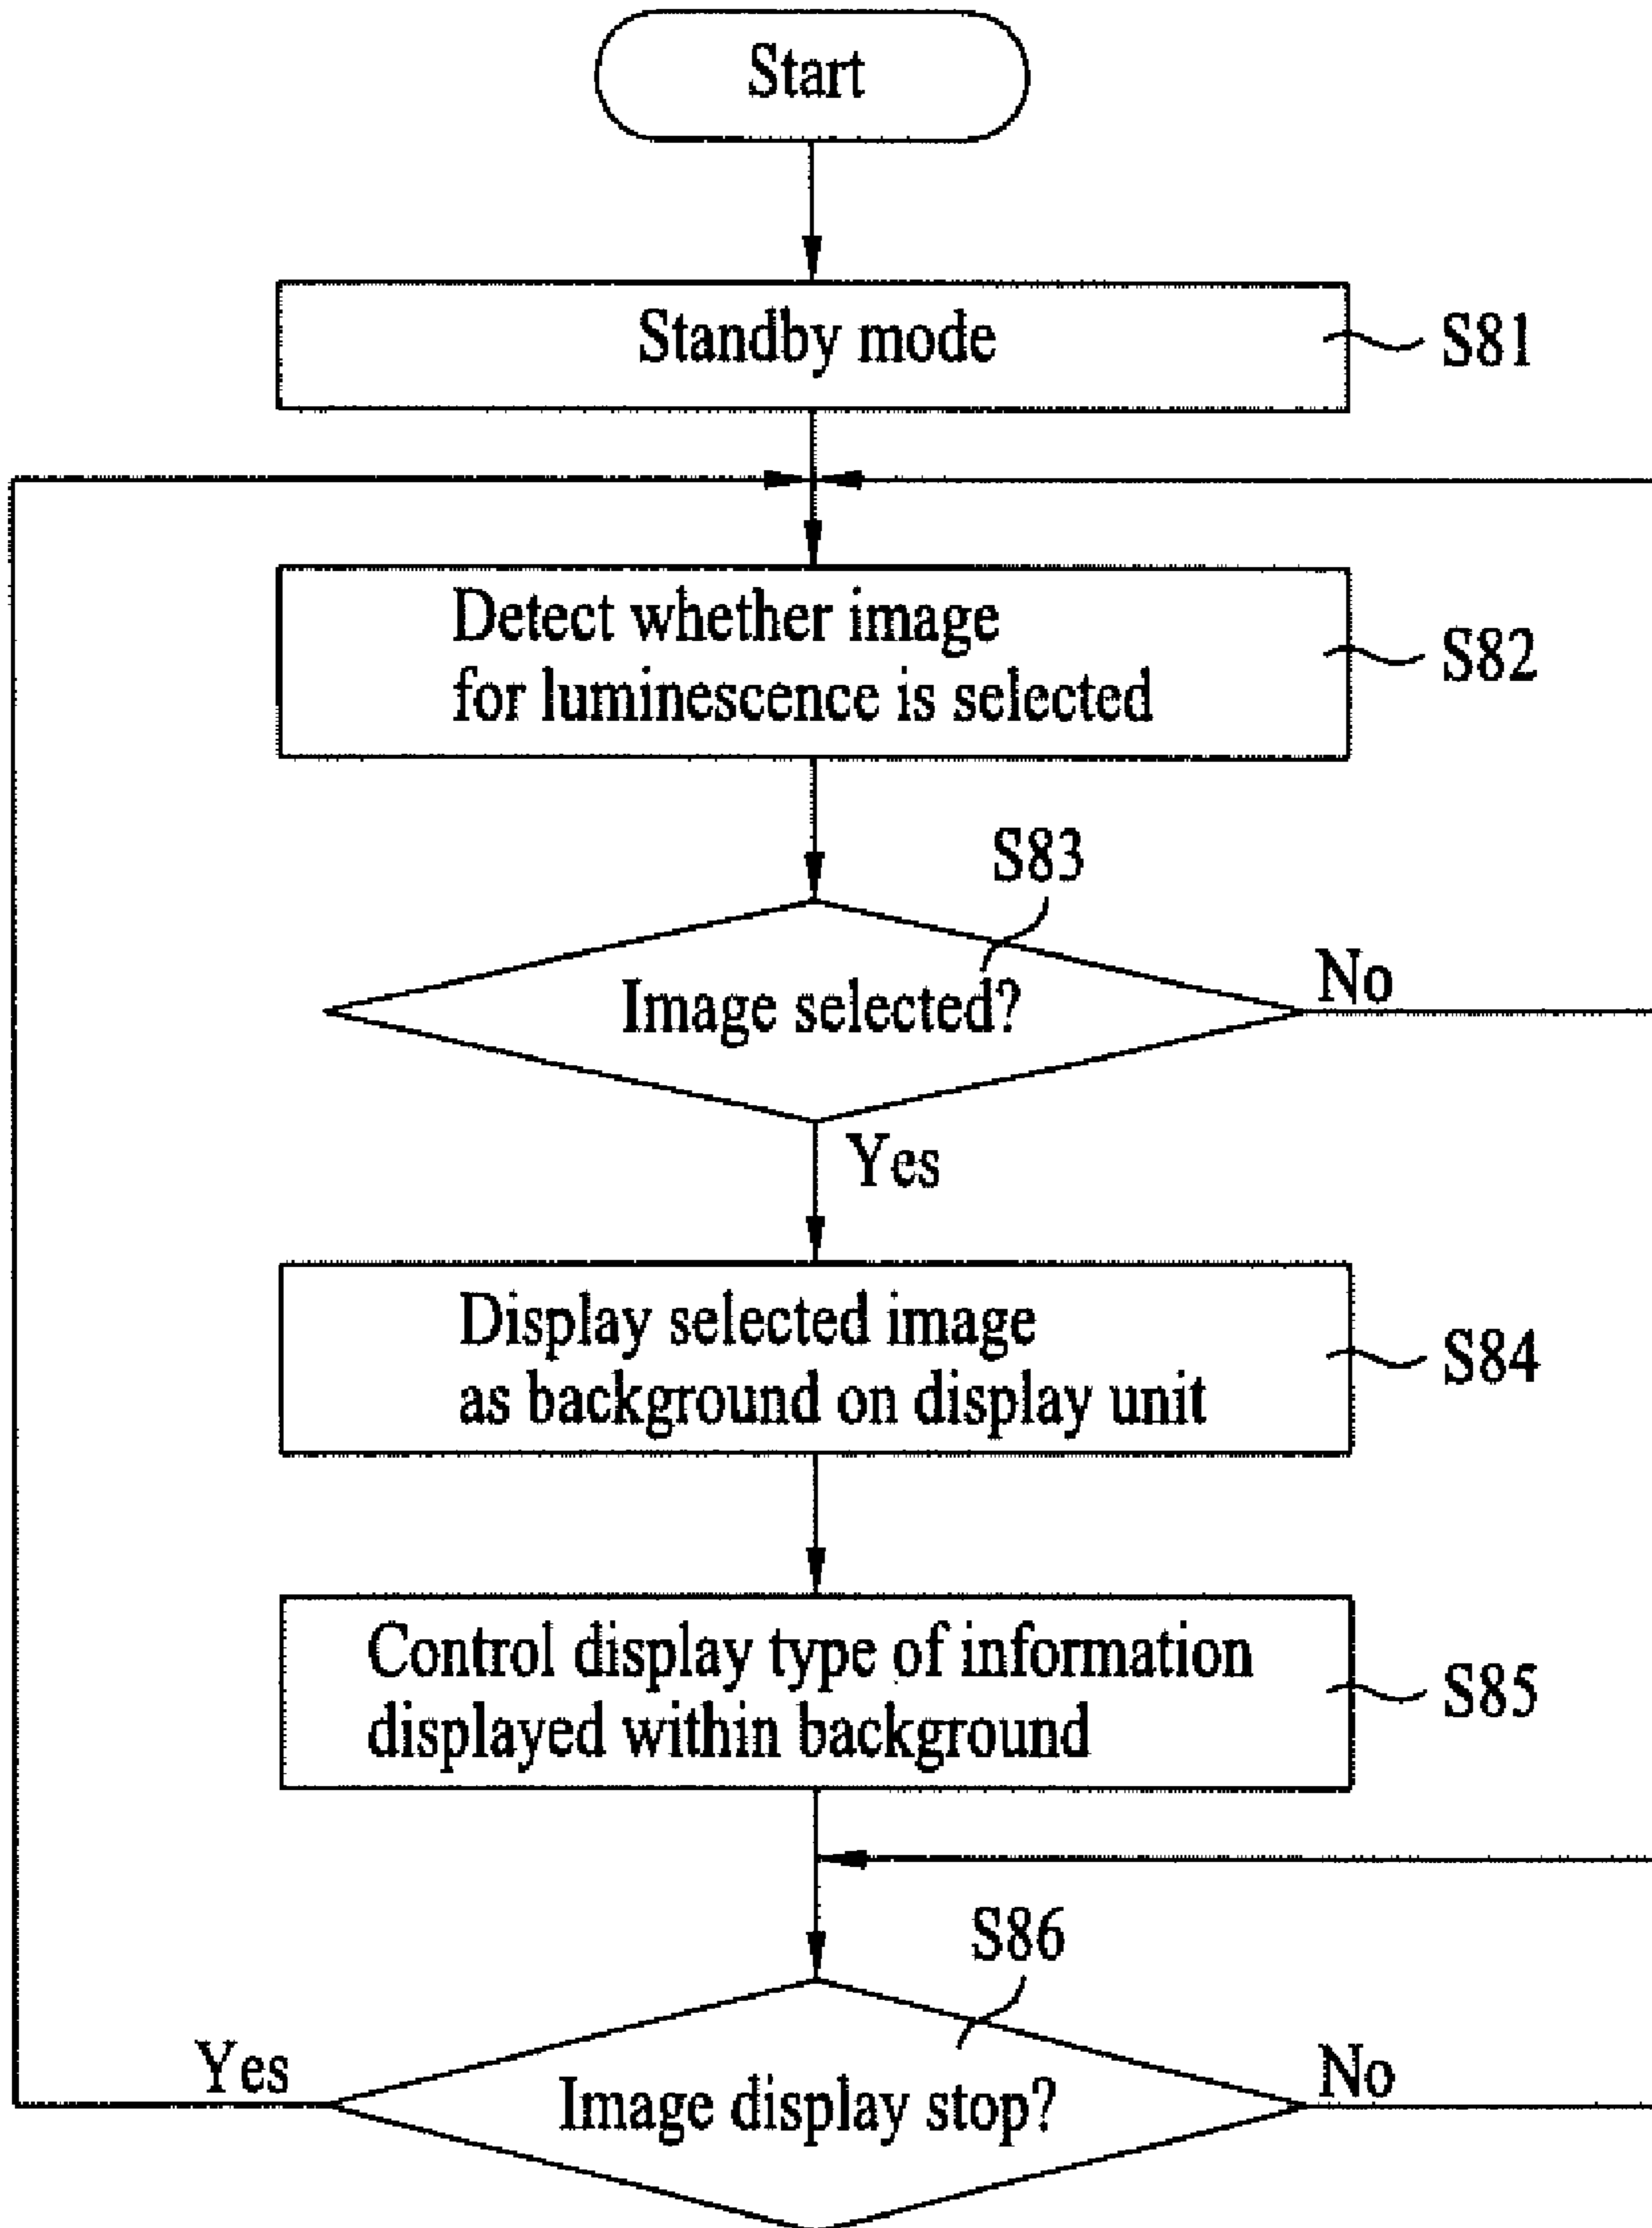 Start
Standby mode
S81
Detect whether image
for luminescence is selected
S82
S83
Image selected?
No
Yes
Display selected image
as background on display unit
S84
Control display type of information
displayed within background
S85
S86
Yes
Image display stop?
No